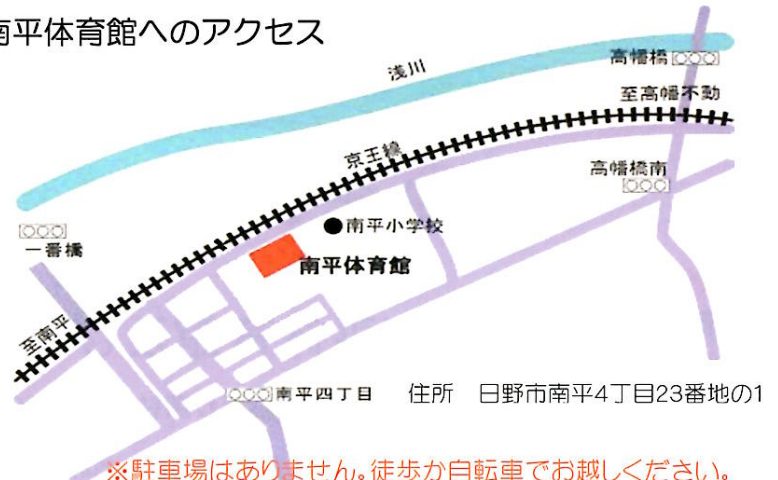 南平体育館へのアクセス
浅川
高幡橋
至高幡不動
京王線
高幡橋南
一番橋
南平小学校
南平体育館
至南平
南平四丁目
住所 日野市南平4丁目23番地の1
※駐車場はありません。徒歩か自転車でお越しください。